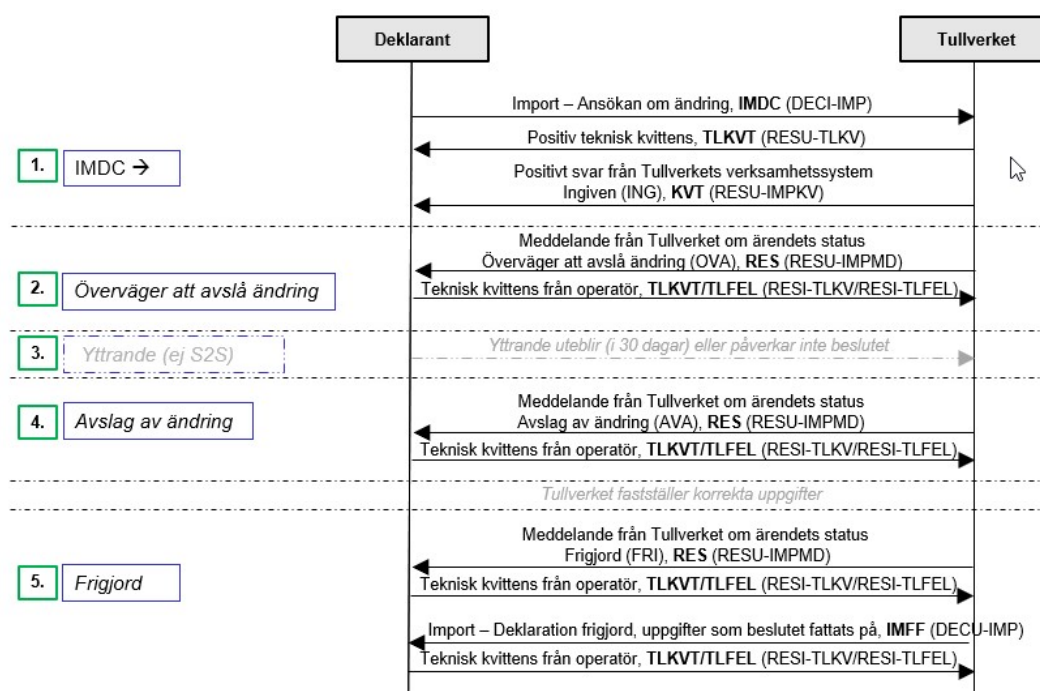 Deklarant
Tullverket
Import – Ansökan om ändring, IMDC (DECI-IMP)
Positiv teknisk kvittens, TLKVT (RESU-TLKV)
1.
IMDC →
Positivt svar från Tullverkets verksamhetssystem
Ingiven (ING), KVT (RESU-IMPKV)
Meddelande från Tullverket om ärendets status
Överväger att avslå ändring (OVA), RES (RESU-IMPMD)
2.
Överväger att avslå ändring
Teknisk kvittens från operatör, TLKVT/TLFEL (RESI-TLKV/RESI-TLFEL)
3.
Yttrande (ej S2S)
Yttrande uteblir (i 30 dagar) eller påverkar inte beslutet
Meddelande från Tullverket om ärendets status
4.
Avslag av ändring
Avslag av ändring (AVA), RES (RESU-IMPMD)
Teknisk kvittens från operatör, TLKVT/TLFEL (RESI-TLKV/RESI-TLFEL)
Tullverket fastställer korrekta uppgifter
Meddelande från Tullverket om ärendets status
Frigjord (FRI), RES (RESU-IMPMD)
5.
Frigjord
Teknisk kvittens från operatör, TLKVT/TLFEL (RESI-TLKV/RESI-TLFEL)
Import – Deklaration frigjord, uppgifter som beslutet fattats på, IMFF (DECU-IMP)
Teknisk kvittens från operatör, TLKVT/TLFEL (RESI-TLKV/RESI-TLFEL)